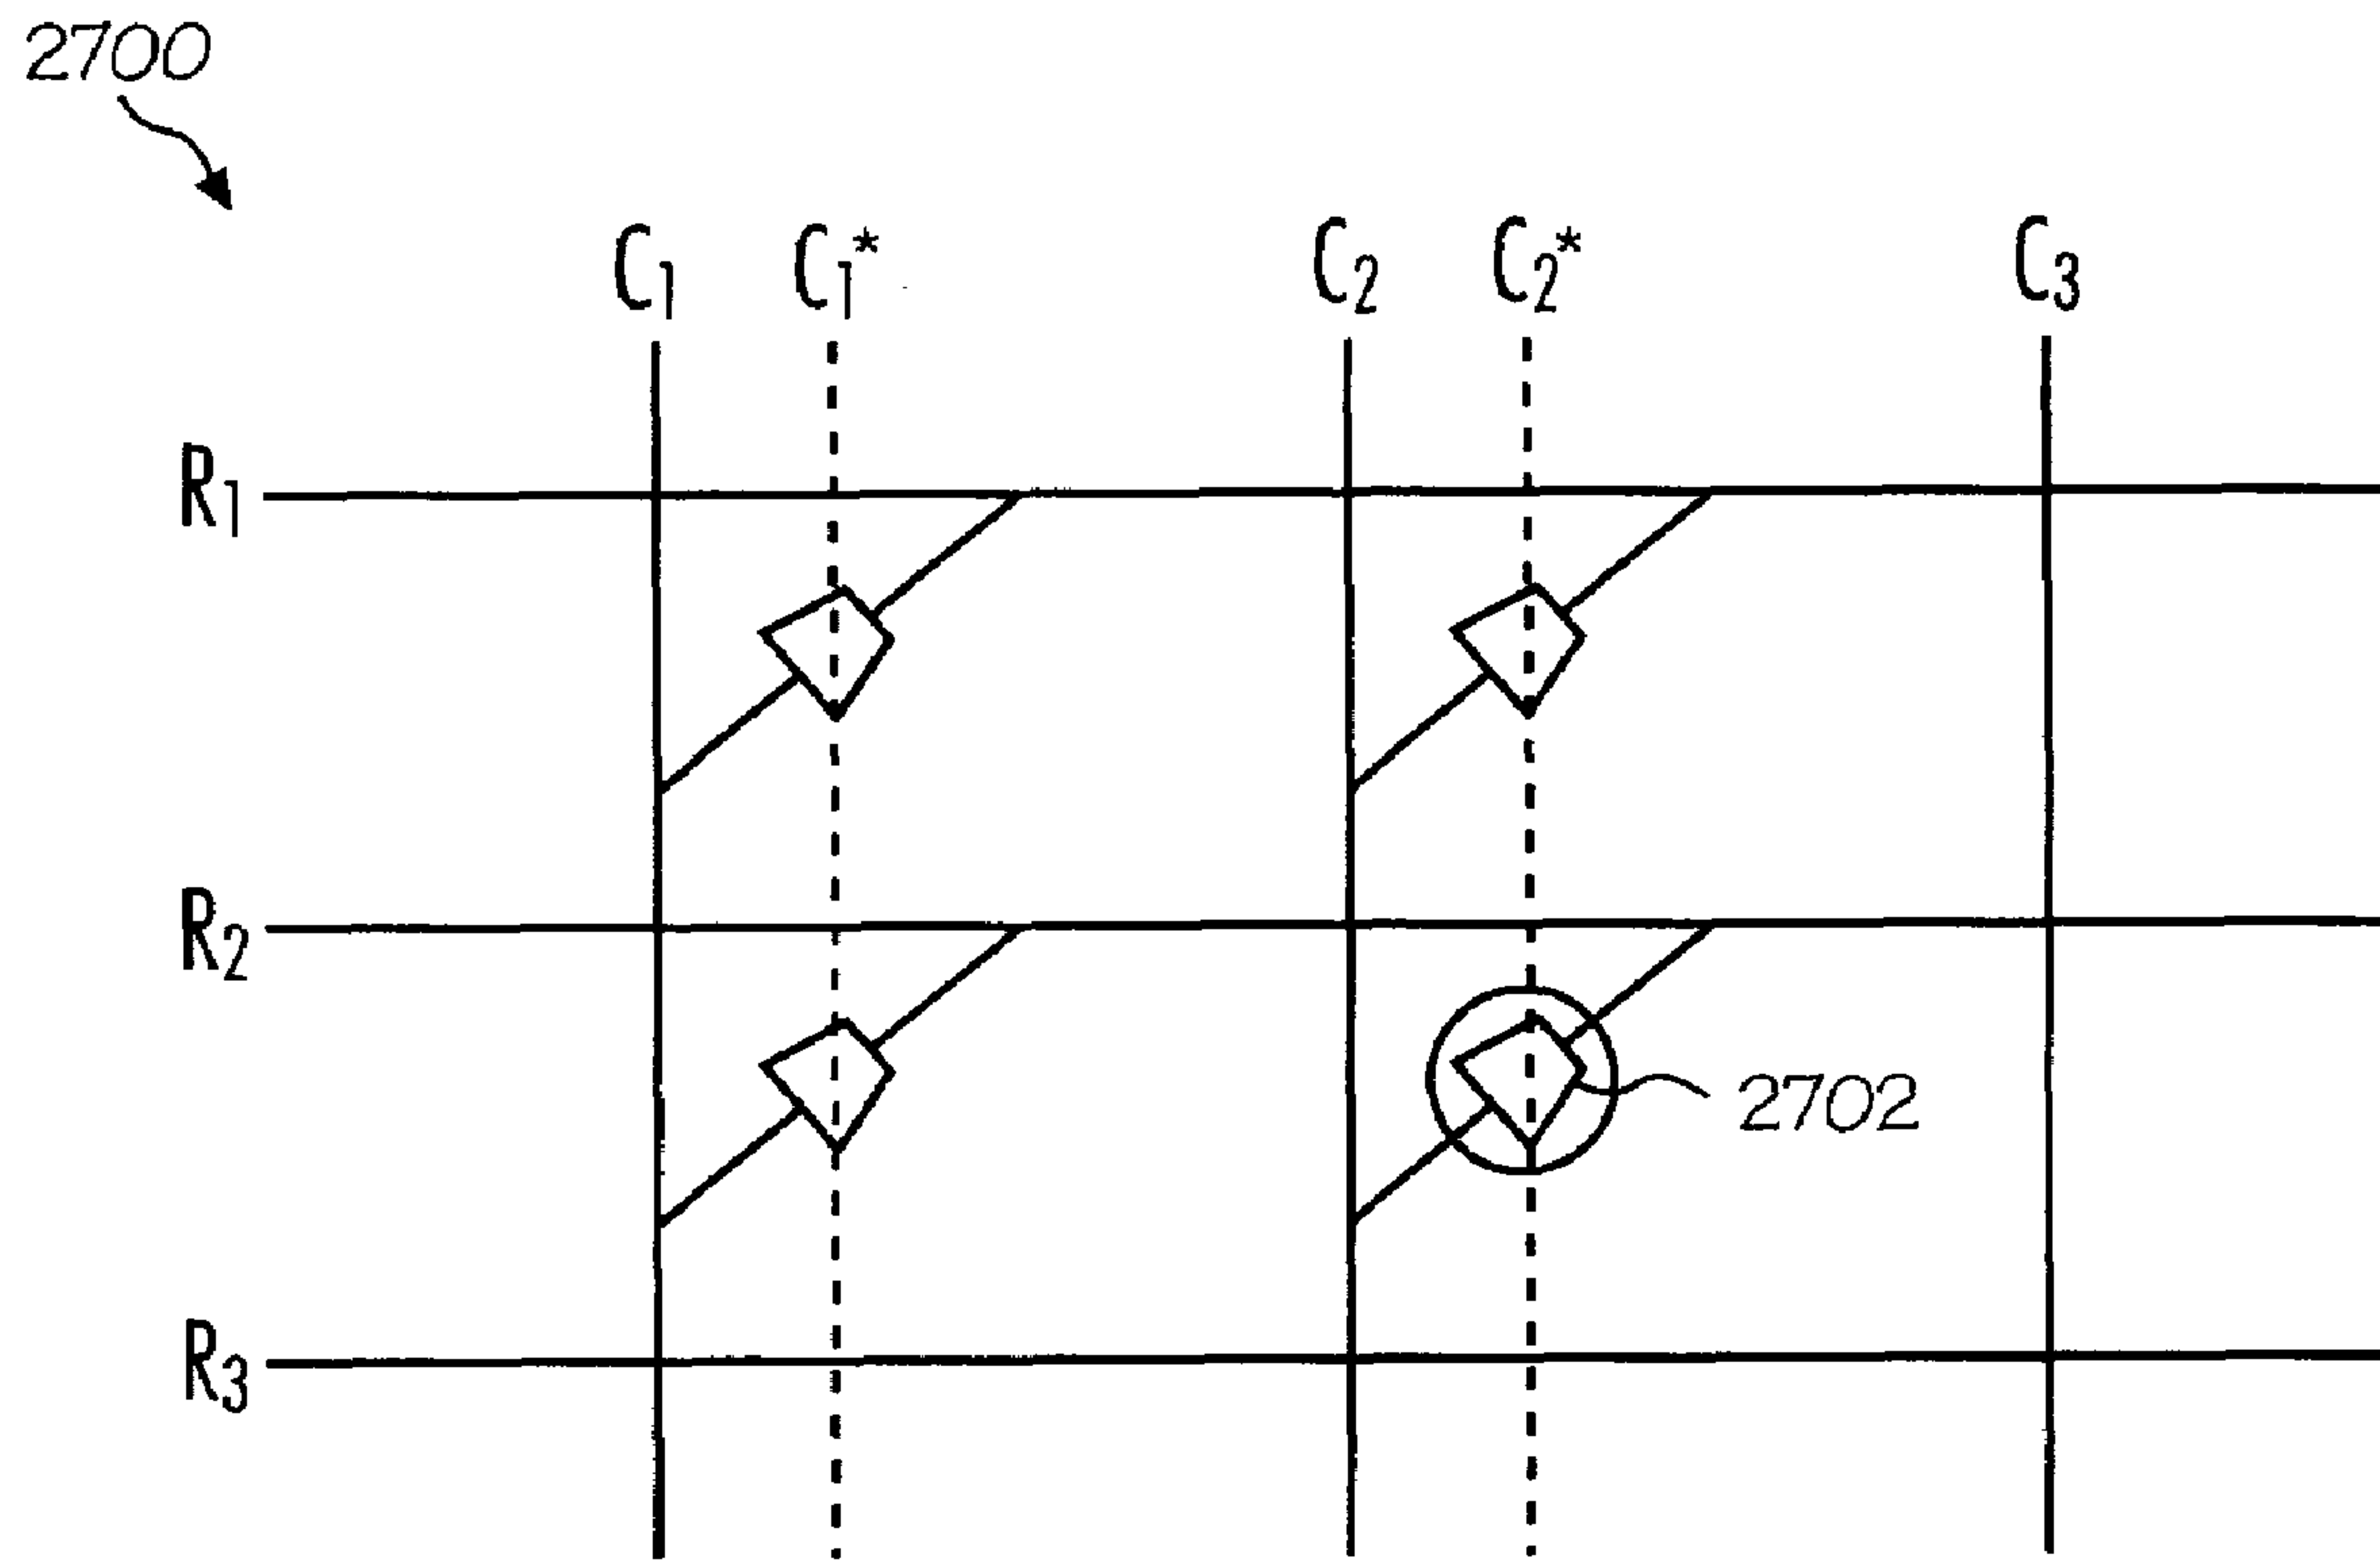 2700
C₁ C₁* C₂ C₂* C₃
R₁
R₂
2702
R₃